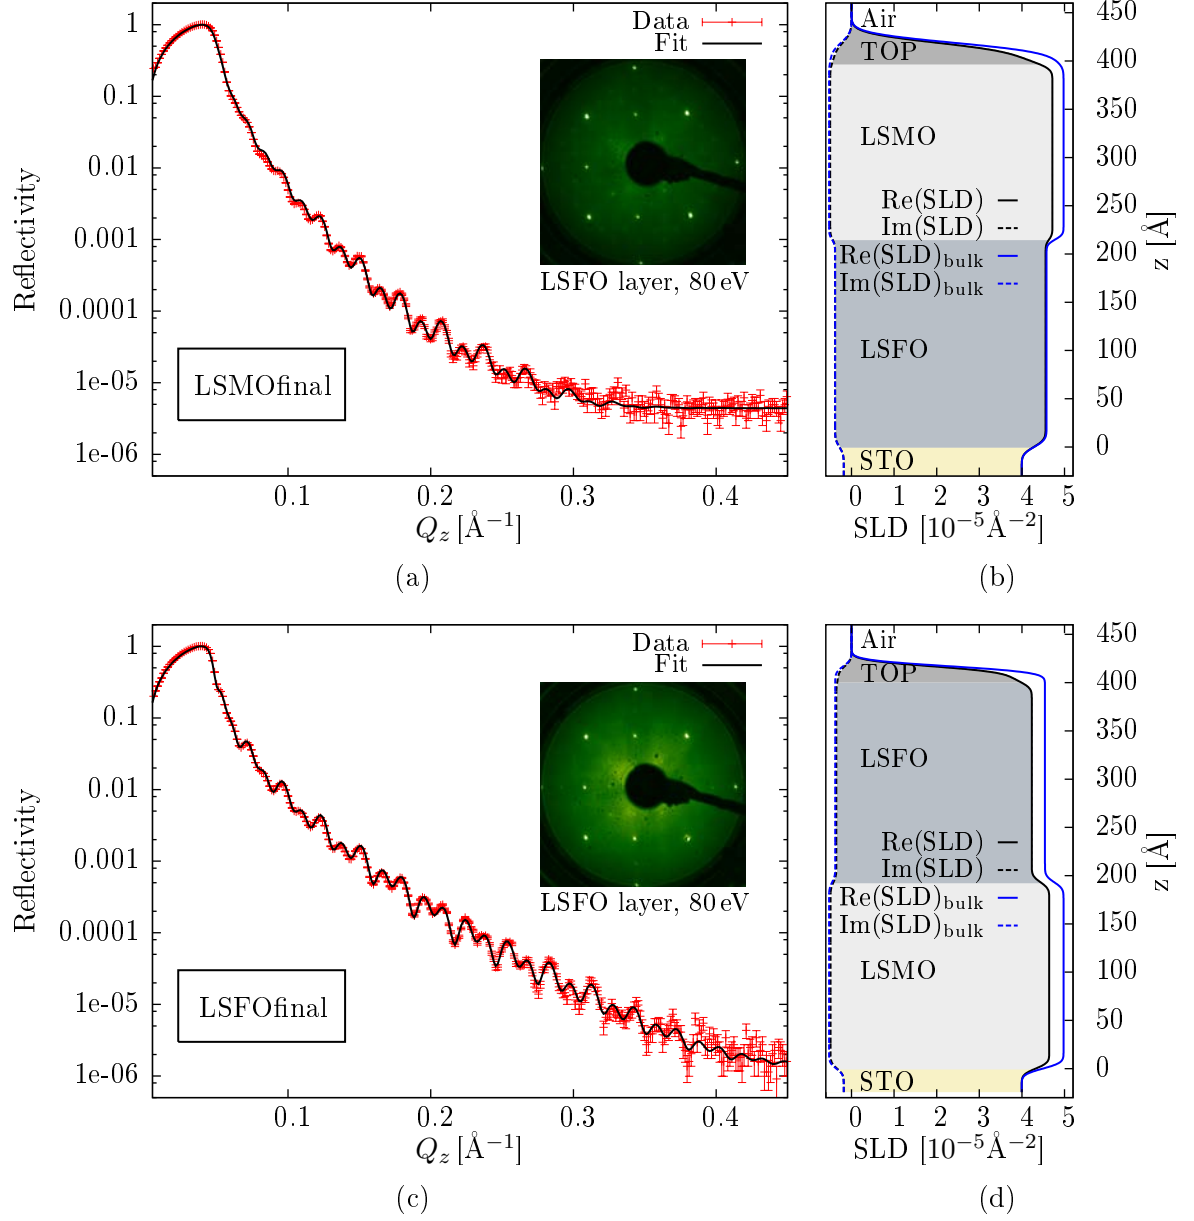 Data
Fit
1
0.1
0.01
0.001
0.0001
1e-05
1e-06
Reflectivity
LSFO layer, 80 eV
LSMOfinal
0.1 0.2 0.3 0.4
Q_z [Å⁻¹]
(a)
Air
TOP
LSMO
Re(SLD)
Im(SLD)
Re(SLD)bulk
Im(SLD)bulk
LSFO
STO
450
400
350
300
250
200
150
100
50
0
z [Å]
0 1 2 3 4 5
SLD [10⁻⁵Å⁻²]
(b)
Data
Fit
1
0.1
0.01
0.001
0.0001
1e-05
1e-06
Reflectivity
LSFO layer, 80 eV
LSFOfinal
0.1 0.2 0.3 0.4
Q_z [Å⁻¹]
(c)
Air
TOP
LSFO
Re(SLD)
Im(SLD)
Re(SLD)bulk
Im(SLD)bulk
LSMO
STO
450
400
350
300
250
200
150
100
50
0
z [Å]
0 1 2 3 4 5
SLD [10⁻⁵Å⁻²]
(d)